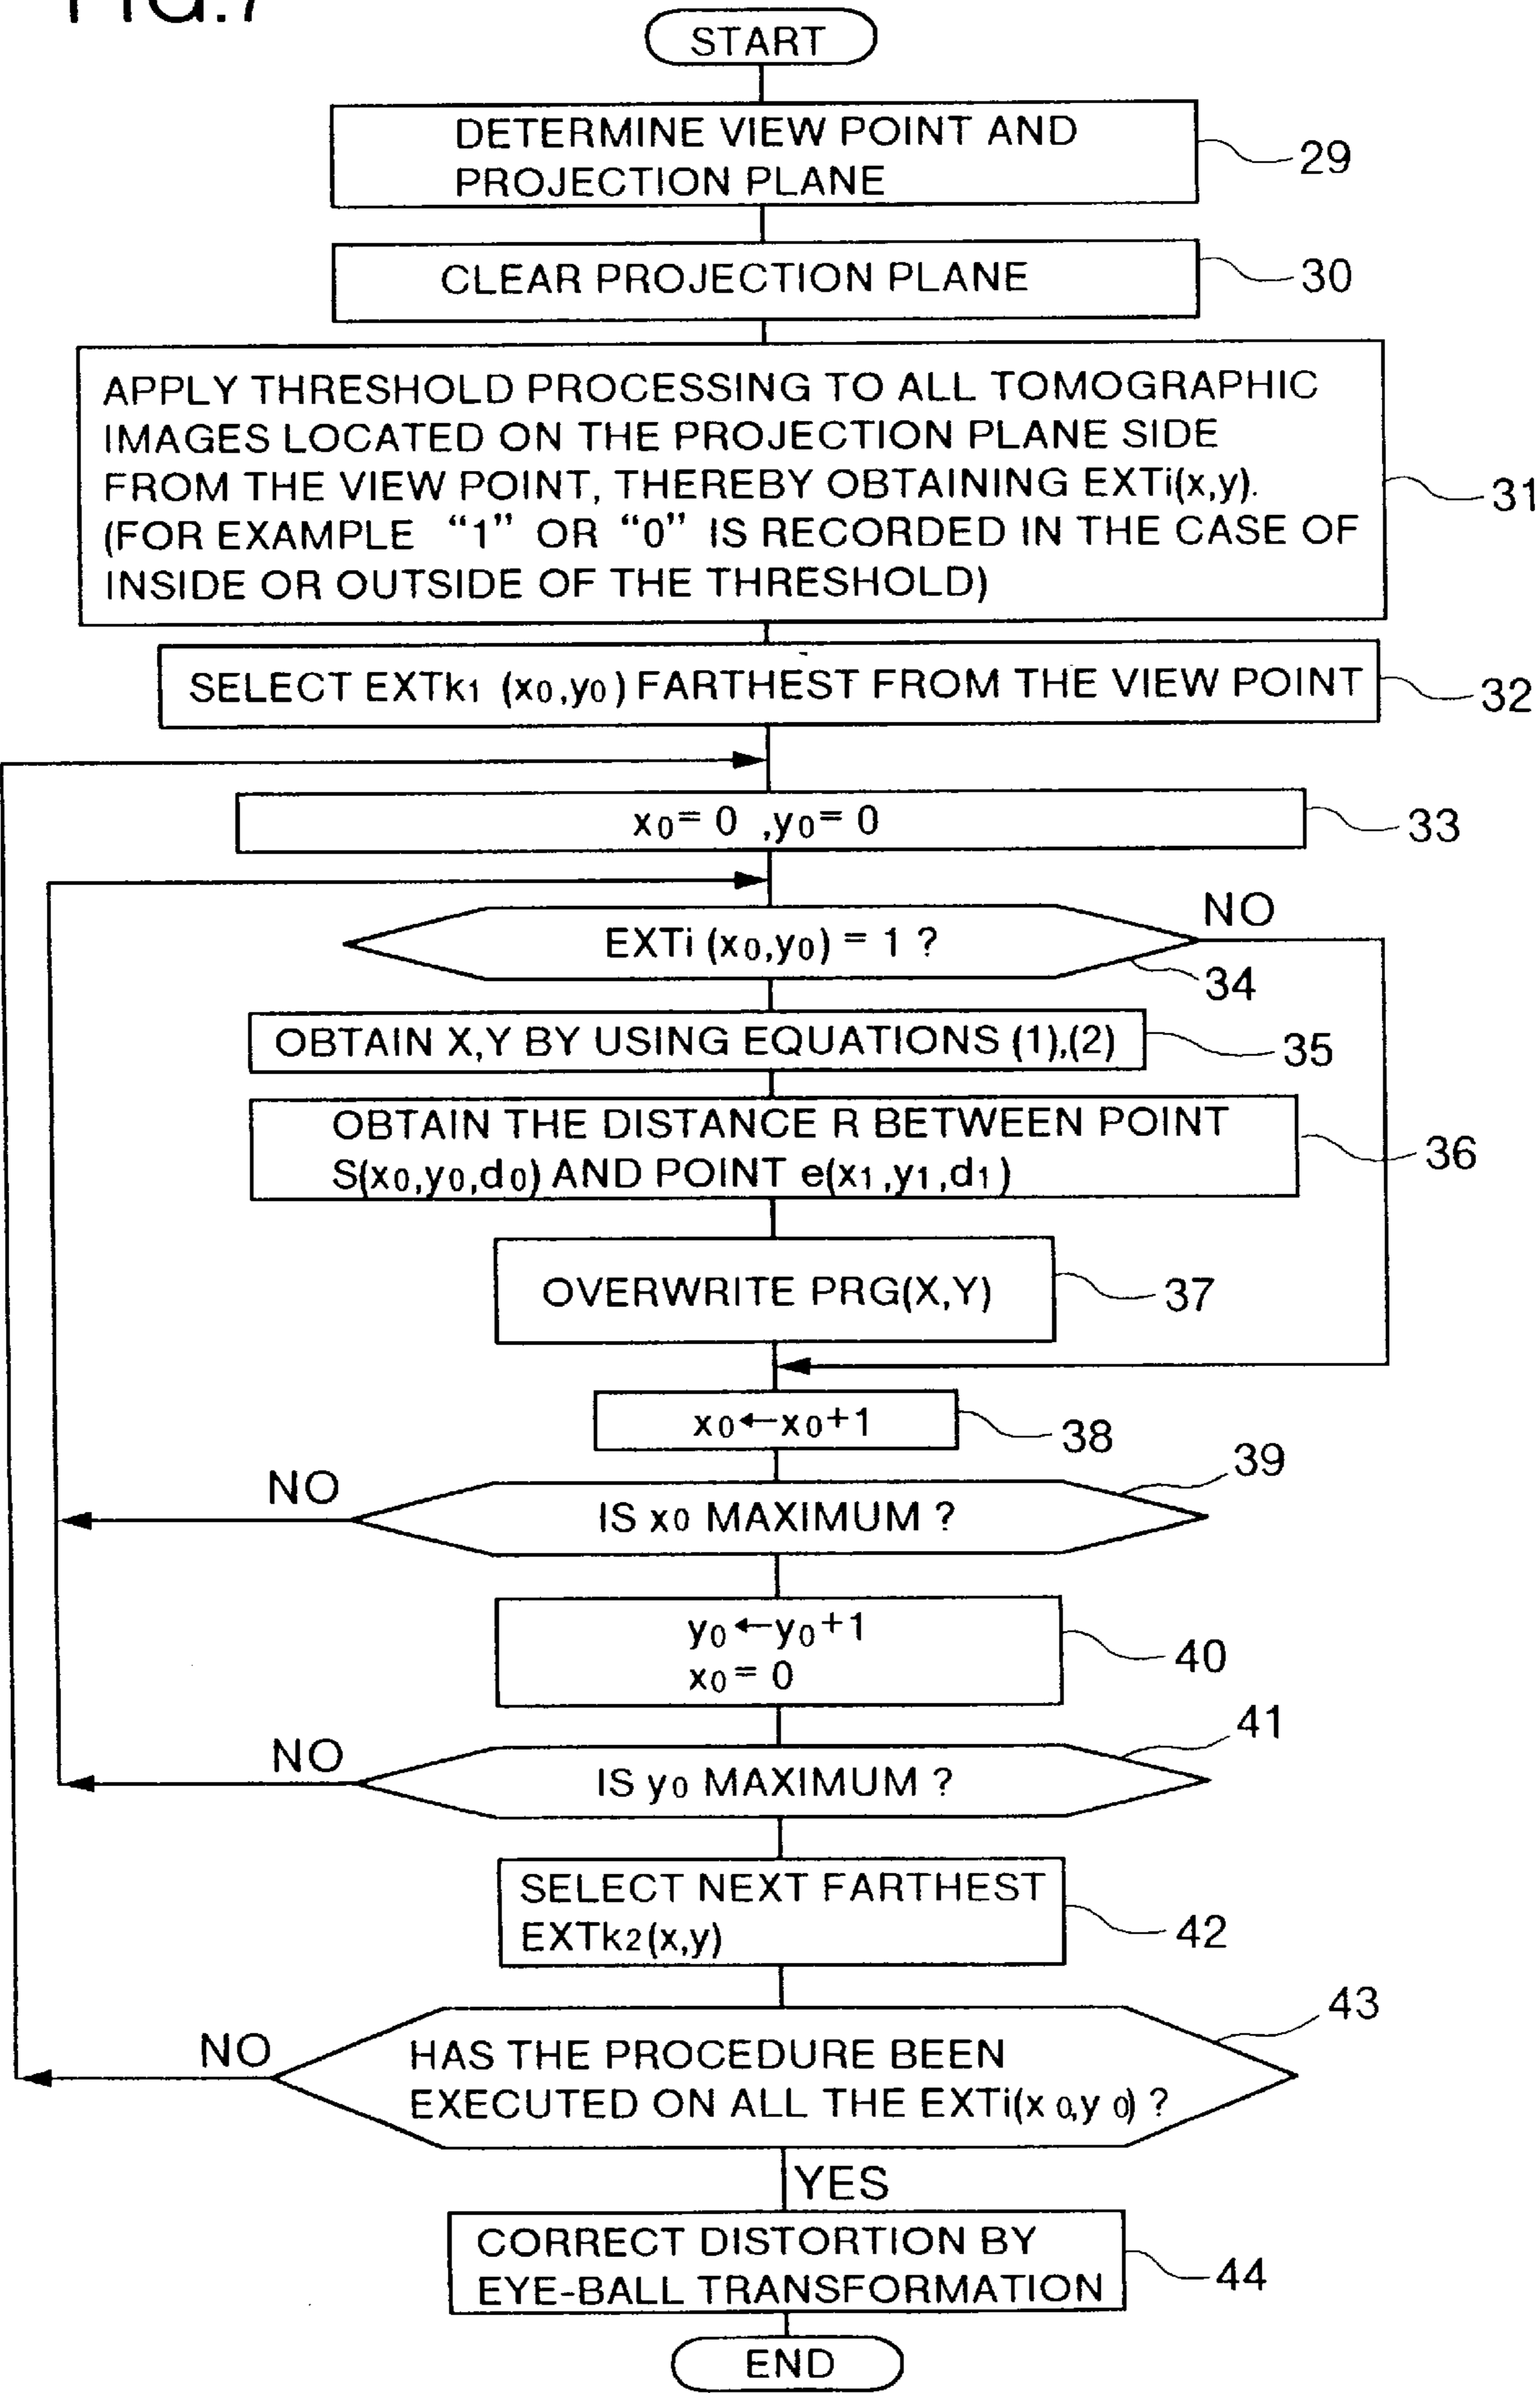 FIG.7
START
DETERMINE VIEW POINT AND
PROJECTION PLANE
29
CLEAR PROJECTION PLANE
30
APPLY THRESHOLD PROCESSING TO ALL TOMOGRAPHIC
IMAGES LOCATED ON THE PROJECTION PLANE SIDE
FROM THE VIEW POINT, THEREBY OBTAINING EXTi(x,y).
(FOR EXAMPLE “1” OR “0” IS RECORDED IN THE CASE OF
INSIDE OR OUTSIDE OF THE THRESHOLD)
31
SELECT EXTk1 (x0,y0) FARTHEST FROM THE VIEW POINT
32
x0= 0 ,y0= 0
33
EXTi (x0,y0) = 1 ?
NO
34
OBTAIN X,Y BY USING EQUATIONS (1),(2)
35
OBTAIN THE DISTANCE R BETWEEN POINT
S(x0,y0,d0) AND POINT e(x1,y1,d1)
36
OVERWRITE PRG(X,Y)
37
x0←x0+1
38
NO
IS x0 MAXIMUM ?
39
y0←y0+1
x0= 0
40
NO
IS y0 MAXIMUM ?
41
SELECT NEXT FARTHEST
EXTk2(x,y)
42
NO
HAS THE PROCEDURE BEEN
EXECUTED ON ALL THE EXTi(x 0,y 0) ?
43
YES
CORRECT DISTORTION BY
EYE-BALL TRANSFORMATION
44
END